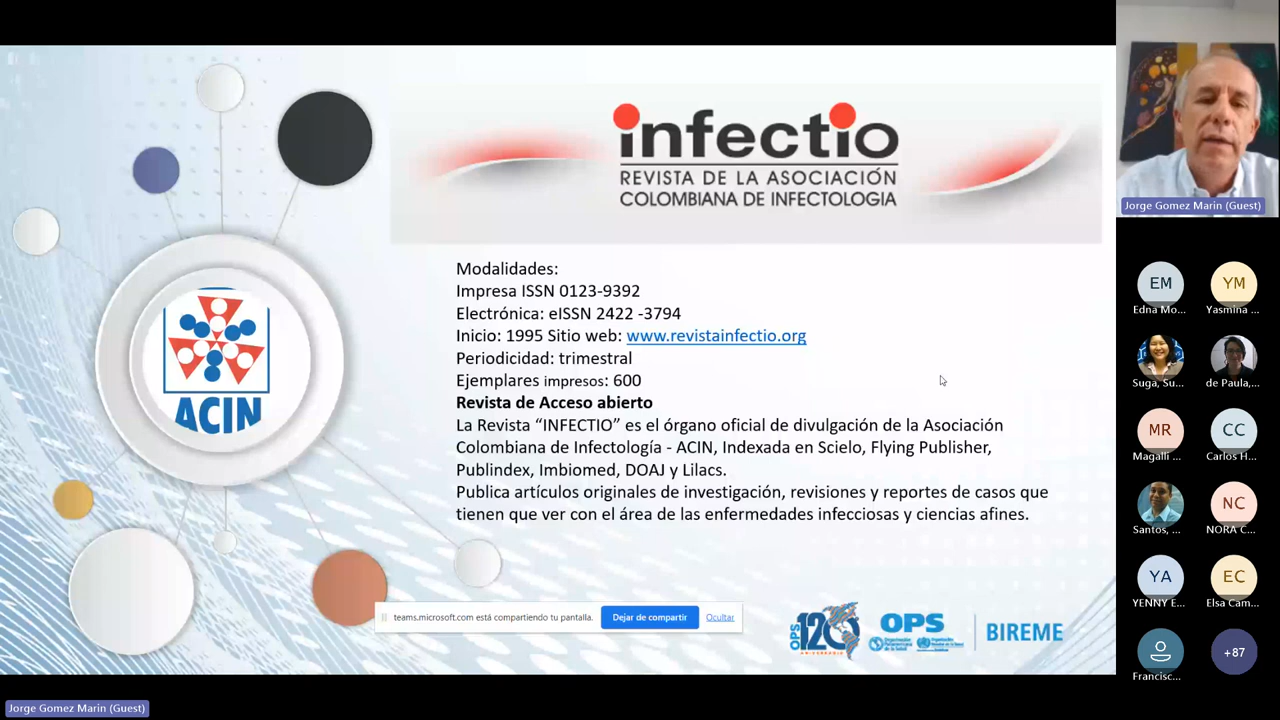 infectio
REVISTA DE LA ASOCIACIÓN
COLOMBIANA DE INFECTOLOGIA
Modalidades:
Impresa ISSN 0123-9392
Electrónica: eISSN 2422 -3794
Inicio: 1995 Sitio web: www.revistainfectio.org
Periodicidad: trimestral
Ejemplares impresos: 600
Revista de Acceso abierto
La Revista “INFECTIO” es el órgano oficial de divulgación de la Asociación
Colombiana de Infectología - ACIN, Indexada en Scielo, Flying Publisher,
Publindex, Imbiomed, DOAJ y Lilacs.
Publica artículos originales de investigación, revisiones y reportes de casos que
tienen que ver con el área de las enfermedades infecciosas y ciencias afines.
ACIN
teams.microsoft.com está compartiendo tu pantalla.
Dejar de compartir
Ocultar
OPS
120
OPS
BIREME
Jorge Gomez Marin (Guest)
EM
YM
Edna Mo...
Yasmina ...
Suga, Su...
de Paula,...
MR
CC
Magalli ...
Carlos H...
NC
Santos, ...
NORA C...
YA
EC
YENNY E...
Elsa Cam...
+87
Francisc...
Jorge Gomez Marin (Guest)